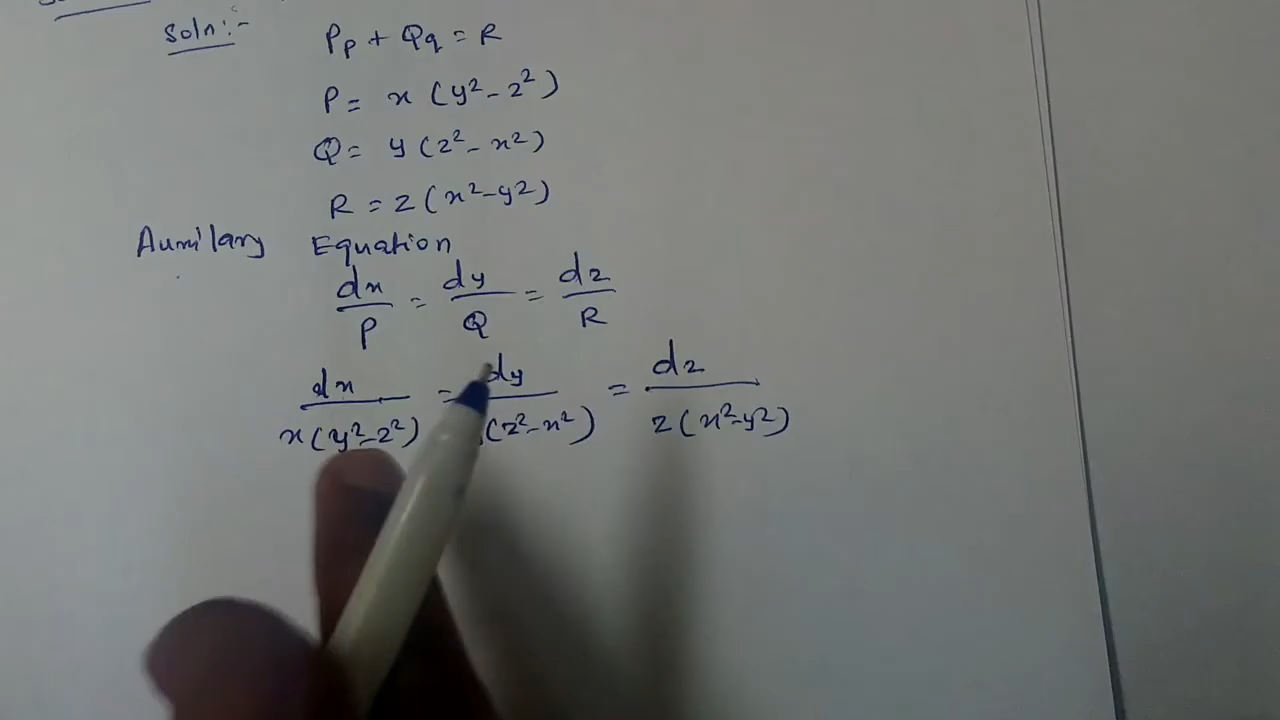 Soln:-
Pp + Qq = R
P = x (y² - z²)
Q = y (z² - x²)
R = z (x² - y²)
Auxilary Equation
dx/P = dy/Q = dz/R
dx/x(y² - z²) = dy/(z² - x²) = dz/z(x² - y²)